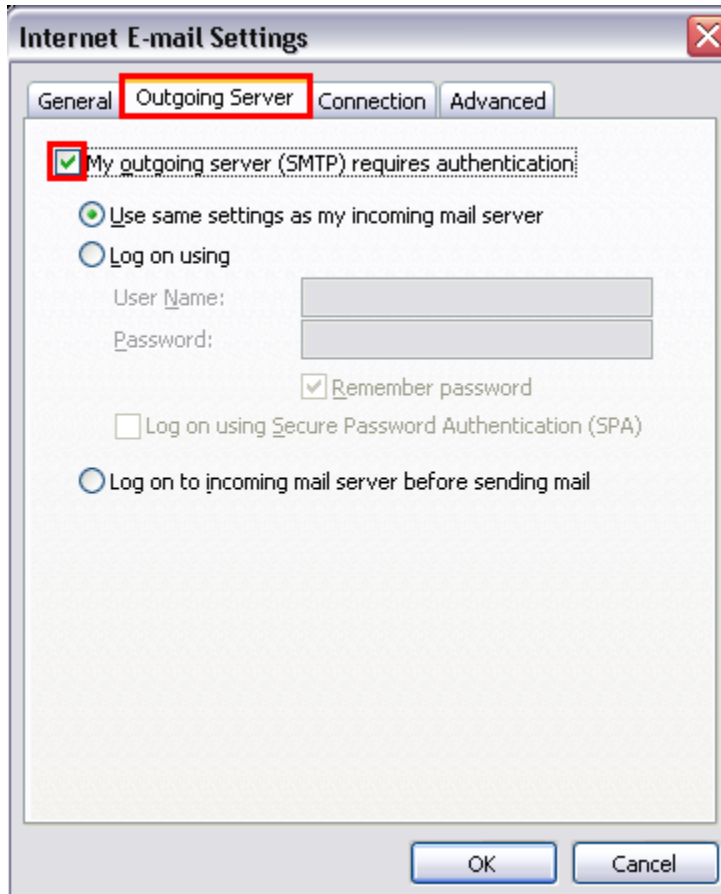 Internet E-mail Settings
General Outgoing Server Connection Advanced
My outgoing server (SMTP) requires authentication
Use same settings as my incoming mail server
Log on using
User Name:
Password:
Remember password
Log on using Secure Password Authentication (SPA)
Log on to incoming mail server before sending mail
OK Cancel